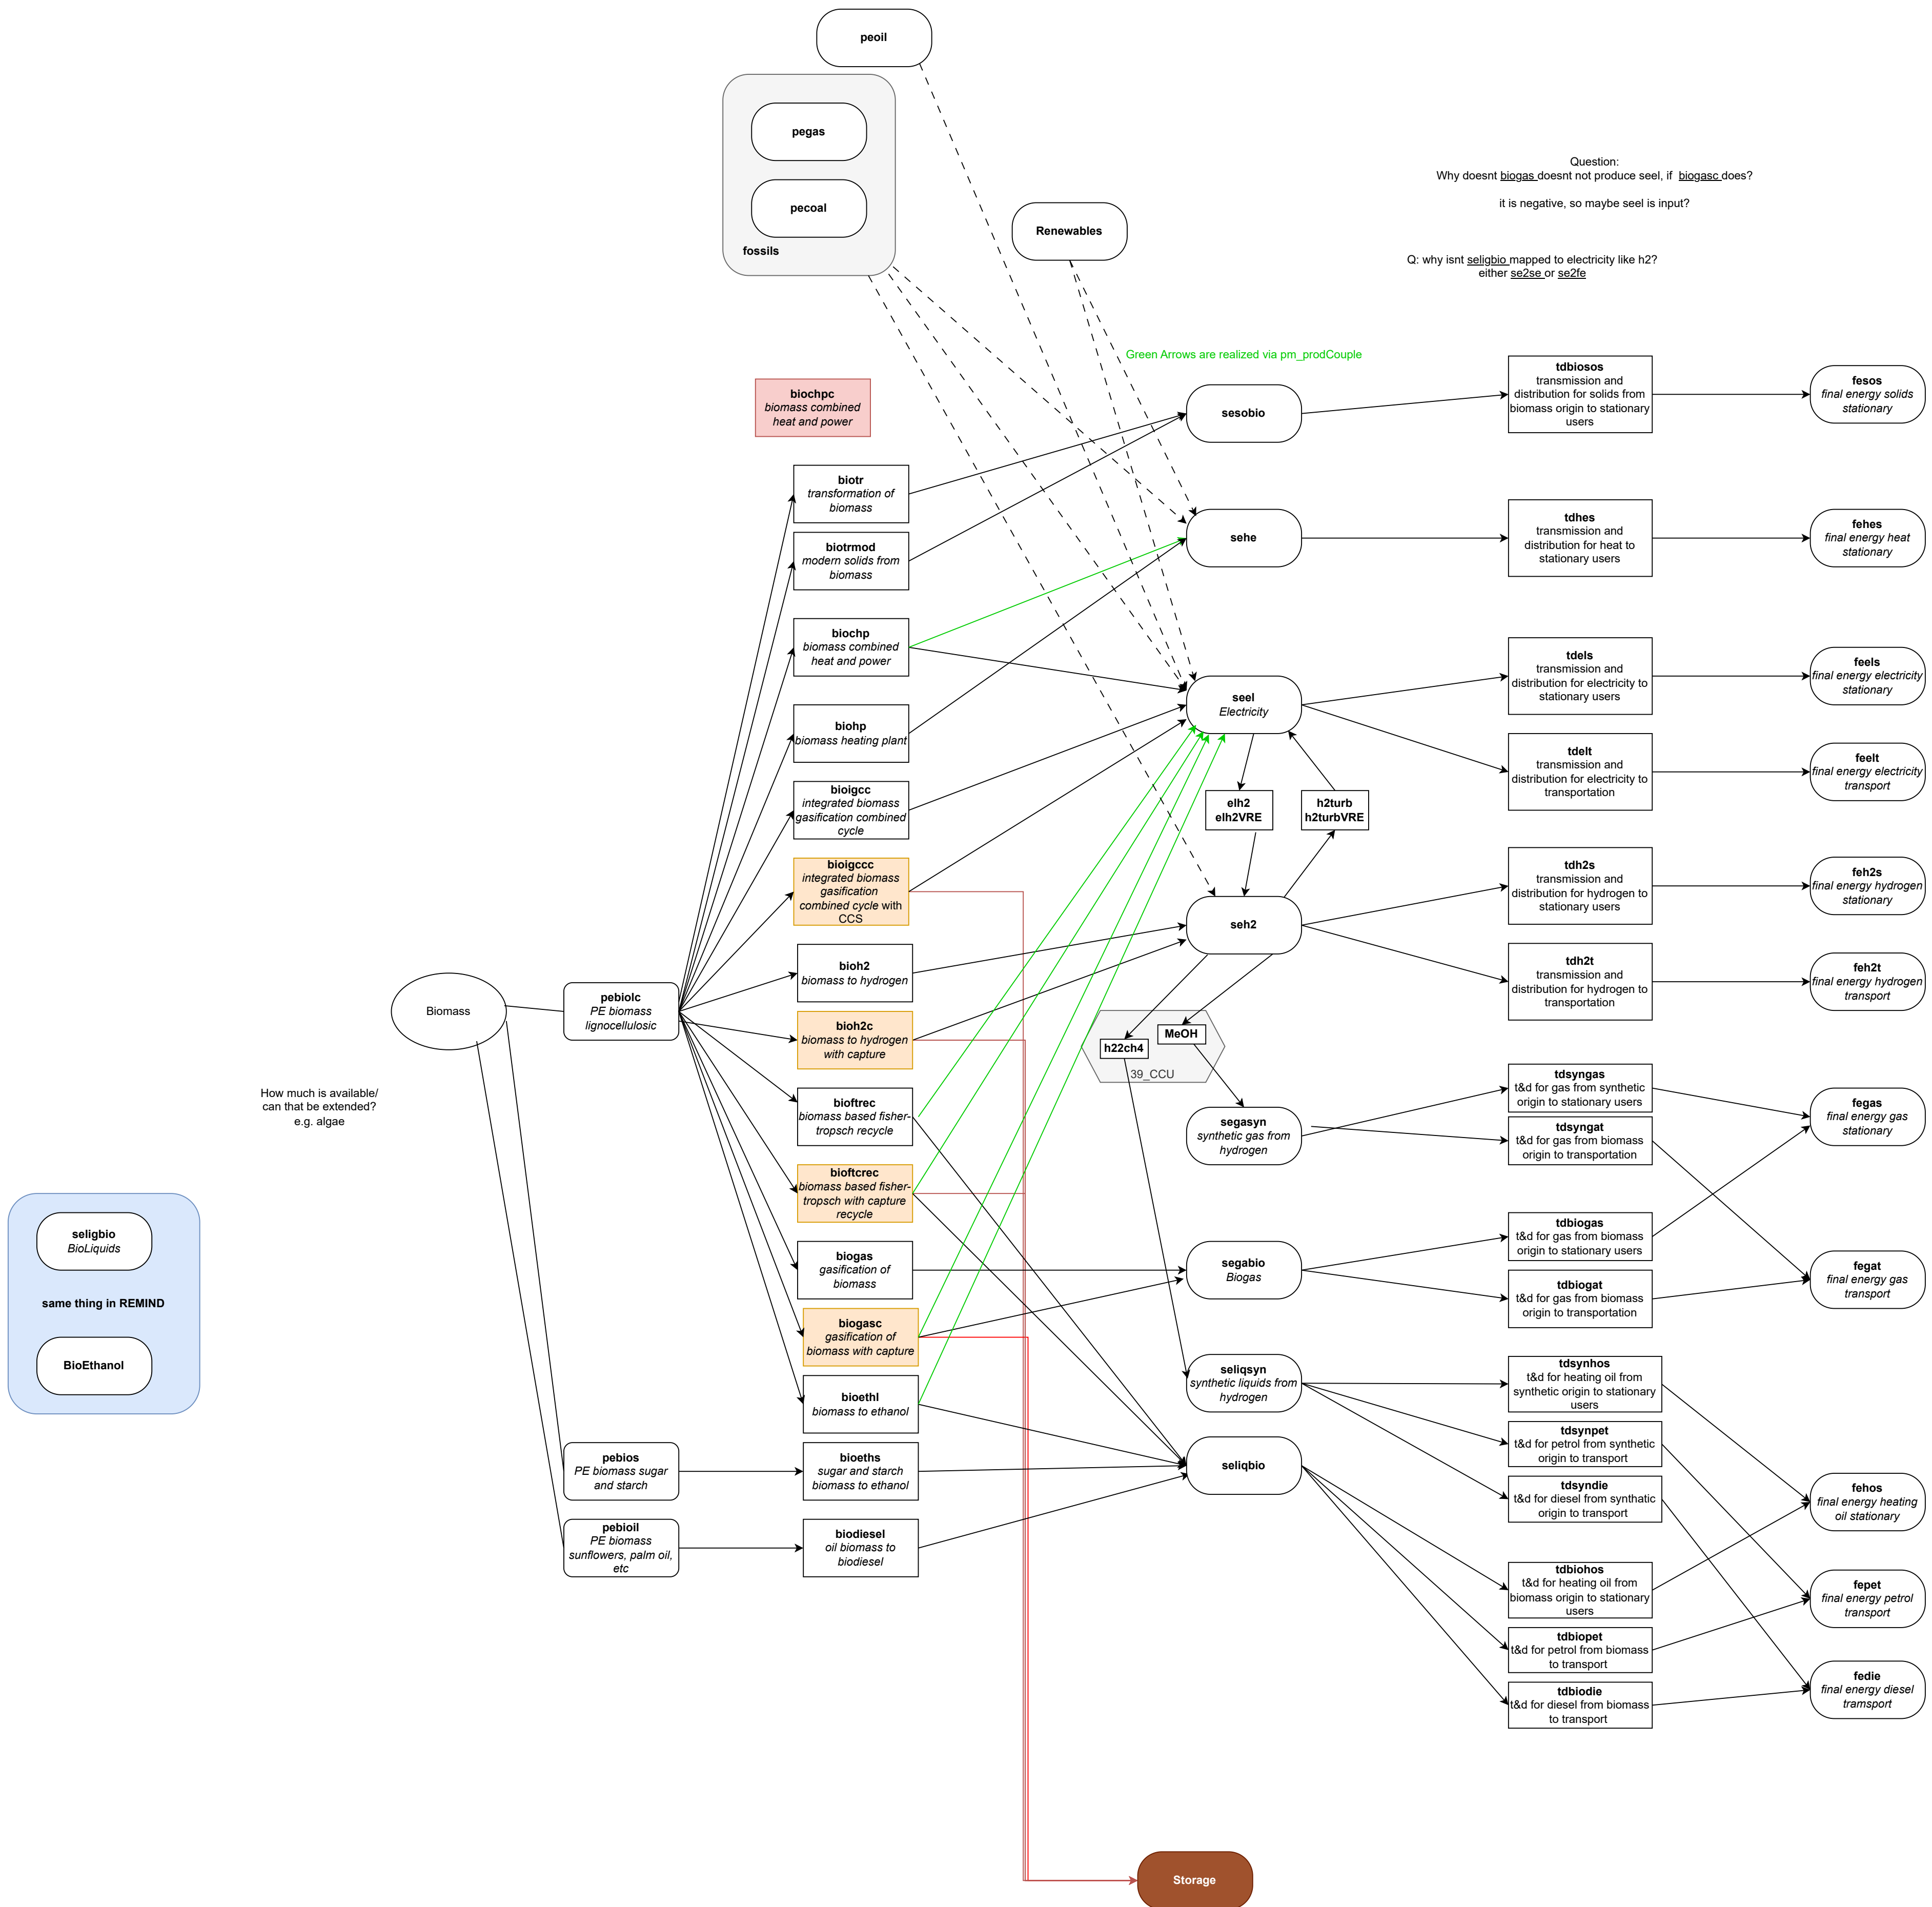 peoil
pegas
pecoal
fossils
Renewables
Question:
Why doesnt biogas doesnt not produce seel, if biogasc does?
it is negative, so maybe seel is input?
Q: why isnt seligbio mapped to electricity like h2?
either se2se or se2fe
Green Arrows are realized via pm_prodCouple
biochpc
biomass combined
heat and power
biotr
transformation of
biomass
biotrmod
modern solids from
biomass
biochp
biomass combined
heat and power
biohp
biomass heating plant
bioigcc
integrated biomass
gasification combined
cycle
bioigccc
integrated biomass
gasification
combined cycle with
CCS
bioh2
biomass to hydrogen
bioh2c
biomass to hydrogen
with capture
bioftrec
biomass based fisher-
tropsch recycle
bioftcrec
biomass based fisher-
tropsch with capture
recycle
biogas
gasification of
biomass
biogasc
gasification of
biomass with capture
bioethl
biomass to ethanol
bioeths
sugar and starch
biomass to ethanol
biodiesel
oil biomass to
biodiesel
Biomass
pebiolc
PE biomass
lignocellulosic
pebios
PE biomass sugar
and starch
pebioil
PE biomass
sunflowers, palm oil,
etc
How much is available/
can that be extended?
e.g. algae
seligbio
BioLiquids
same thing in REMIND
BioEthanol
sesobio
sehe
seel
Electricity
elh2
elh2VRE
h2turb
h2turbVRE
seh2
h22ch4
MeOH
39_CCU
segasyn
synthetic gas from
hydrogen
segabio
Biogas
seliqsyn
synthetic liquids from
hydrogen
seliqbio
Storage
tdbiosos
transmission and
distribution for solids from
biomass origin to stationary
users
tdhes
transmission and
distribution for heat to
stationary users
tdels
transmission and
distribution for electricity to
stationary users
tdelt
transmission and
distribution for electricity to
transportation
tdh2s
transmission and
distribution for hydrogen to
stationary users
tdh2t
transmission and
distribution for hydrogen to
transportation
tdsyngas
t&d for gas from synthetic
origin to stationary users
tdsyngat
t&d for gas from biomass
origin to transportation
tdbiogas
t&d for gas from biomass
origin to stationary users
tdbiogat
t&d for gas from biomass
origin to transportation
tdsynhos
t&d for heating oil from
synthetic origin to stationary
users
tdsynpet
t&d for petrol from synthetic
origin to transport
tdsyndie
t&d for diesel from synthatic
origin to transport
tdbiohos
t&d for heating oil from
biomass origin to stationary
users
tdbiopet
t&d for petrol from biomass
to transport
tdbiodie
t&d for diesel from biomass
to transport
fesos
final energy solids
stationary
fehes
final energy heat
stationary
feels
final energy electricity
stationary
feelt
final energy electricity
transport
feh2s
final energy hydrogen
stationary
feh2t
final energy hydrogen
transport
fegas
final energy gas
stationary
fegat
final energy gas
transport
fehos
final energy heating
oil stationary
fepet
final energy petrol
transport
fedie
final energy diesel
tramsport